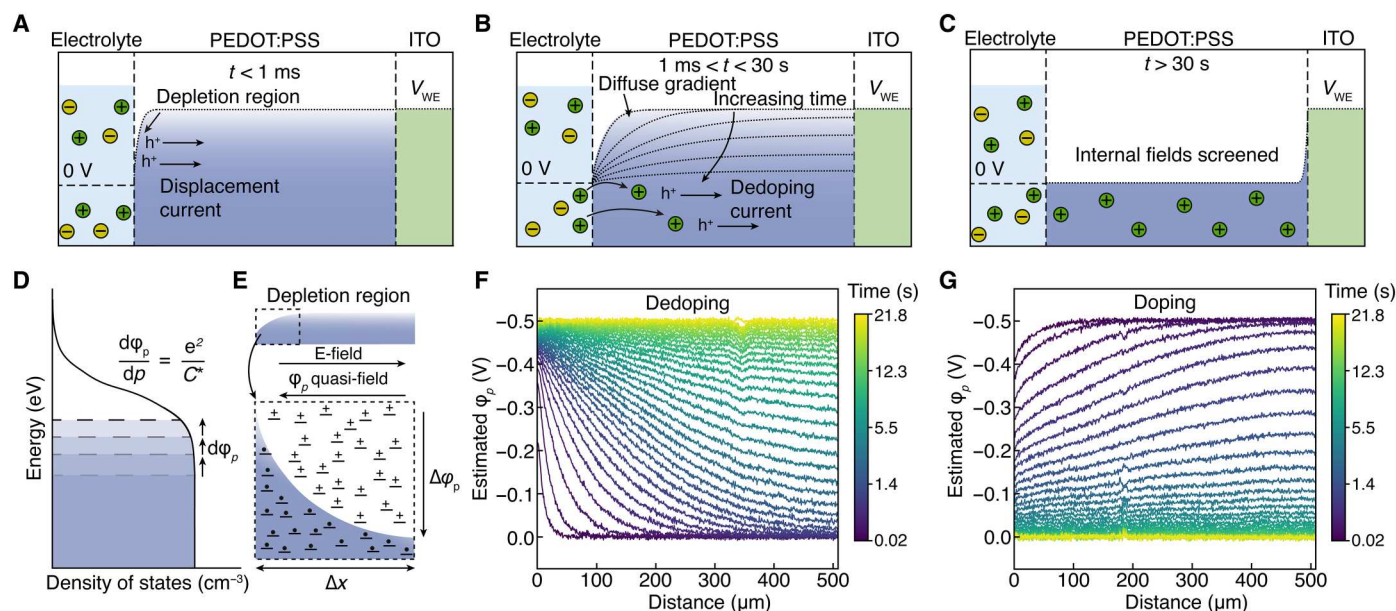 A
Electrolyte PEDOT:PSS ITO
t < 1 ms
Depletion region
V_WE
h⁺
h⁺
0 V
Displacement
current
B
Electrolyte PEDOT:PSS ITO
1 ms < t < 30 s
Diffuse gradient
Increasing time
V_WE
0 V
h⁺
Dedoping
current
h⁺
C
Electrolyte PEDOT:PSS ITO
t > 30 s
V_WE
0 V
Internal fields screened
D
Energy (eV)
dφₚ/dp = e²/C*
dφₚ
Density of states (cm⁻³)
E
Depletion region
E-field
φₚ quasi-field
Δφₚ
Δx
F
Dedoping
Time (s)
Estimated φₚ (V)
−0.5
−0.4
−0.3
−0.2
−0.1
0.0
0 100 200 300 400 500
Distance (µm)
21.8
12.3
5.5
1.4
0.02
G
Doping
Time (s)
Estimated φₚ (V)
−0.5
−0.4
−0.3
−0.2
−0.1
0.0
0 100 200 300 400 500
Distance (µm)
21.8
12.3
5.5
1.4
0.02